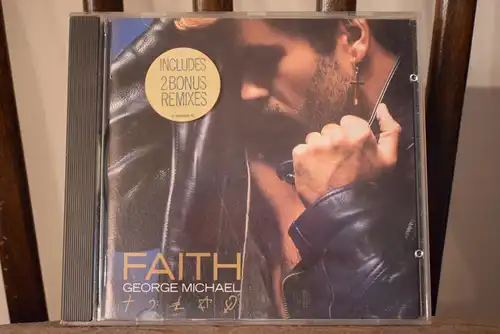 INCLUDES
2 BONUS
REMIXES
FAITH
GEORGE MICHAEL